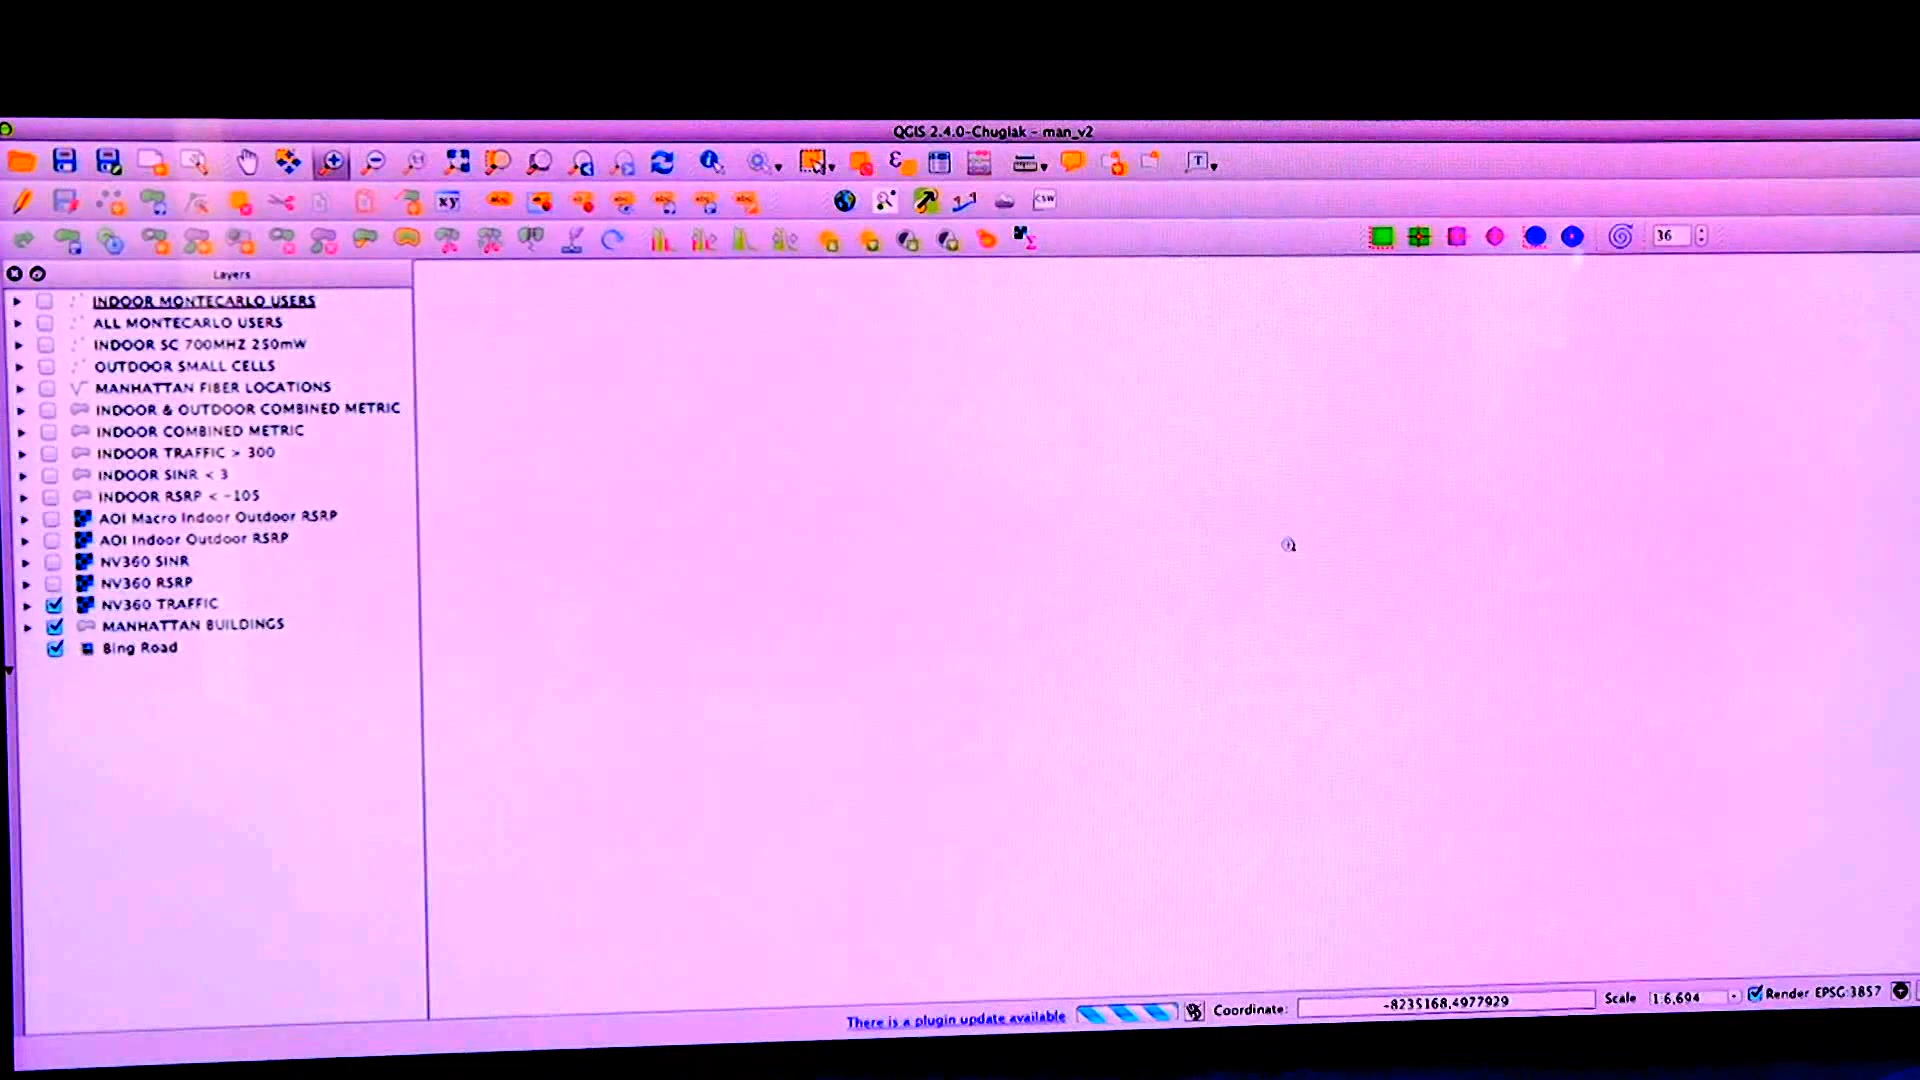 QGIS 2.4.0-Chugiak - man_v2
xy
CSW
T
36
Layers
INDOOR MONTECARLO USERS
ALL MONTECARLO USERS
INDOOR SC 700MHZ 250mW
OUTDOOR SMALL CELLS
MANHATTAN FIBER LOCATIONS
INDOOR & OUTDOOR COMBINED METRIC
INDOOR COMBINED METRIC
INDOOR TRAFFIC > 300
INDOOR SINR < 3
INDOOR RSRP < -105
AOI Macro Indoor Outdoor RSRP
AOI Indoor Outdoor RSRP
NV360 SINR
NV360 RSRP
NV360 TRAFFIC
MANHATTAN BUILDINGS
Bing Road
There is a plugin update available
Coordinate: -8235168,4977929 Scale 1:6,694 Render EPSG:3857